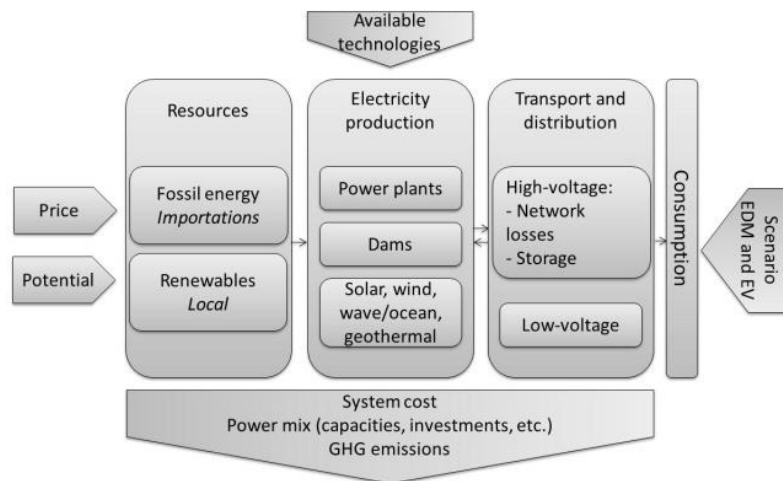 Available
technologies
Resources
Electricity
production
Transport and
distribution
Price
Potential
Fossil energy
Importations
Renewables
Local
Power plants
Dams
Solar, wind,
wave/ocean,
geothermal
High-voltage:
- Network
losses
- Storage
Low-voltage
Consumption
Scenario
EDM and EV
System cost
Power mix (capacities, investments, etc.)
GHG emissions